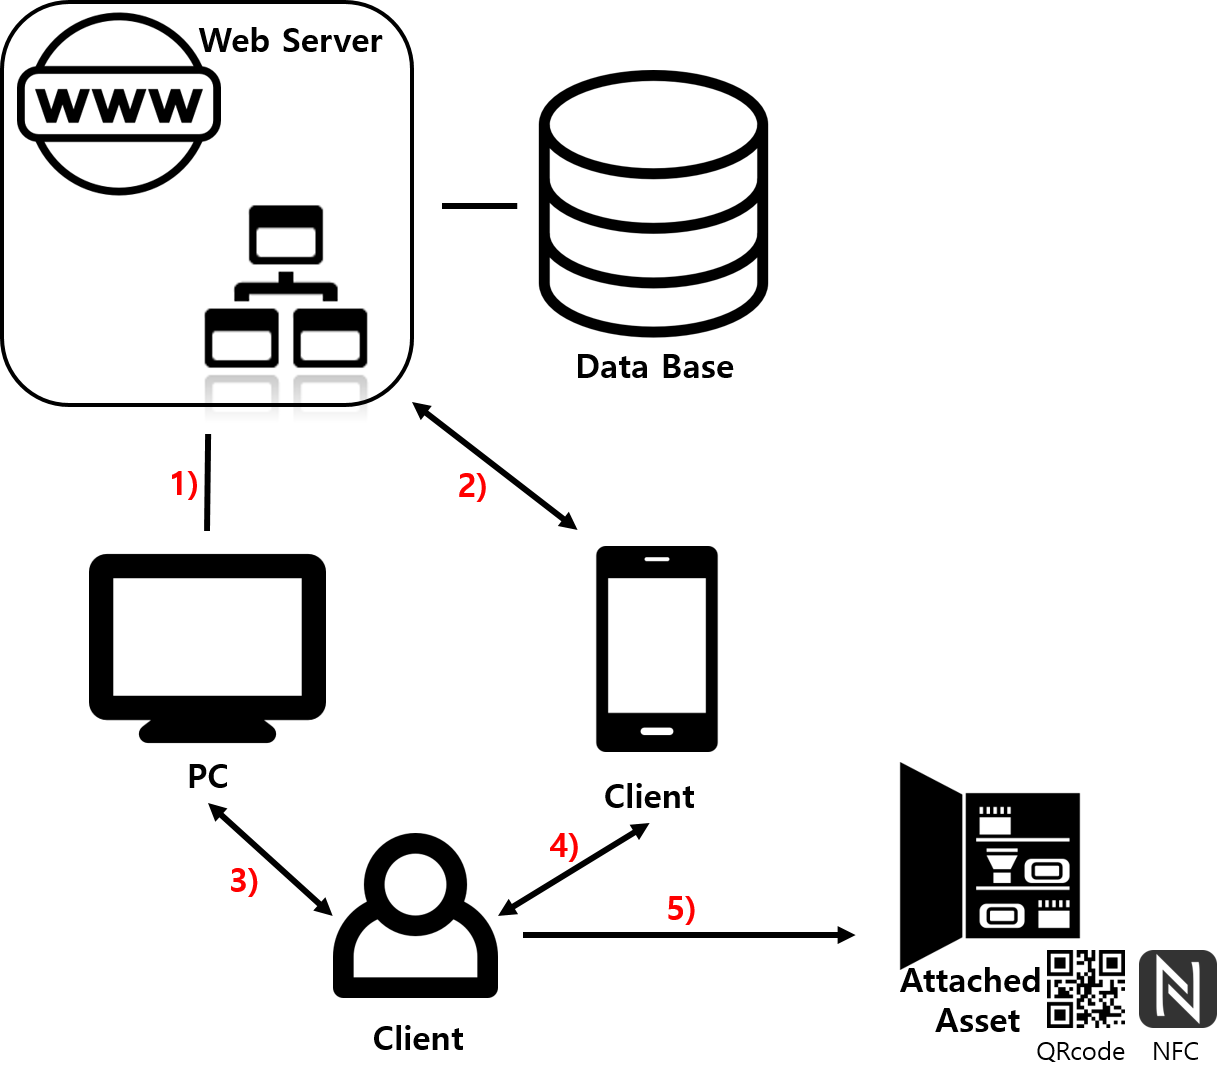 Web Server
WWW
Data Base
1)
2)
PC
Client
3)
4)
5)
Client
Attached
Asset
QRcode
NFC